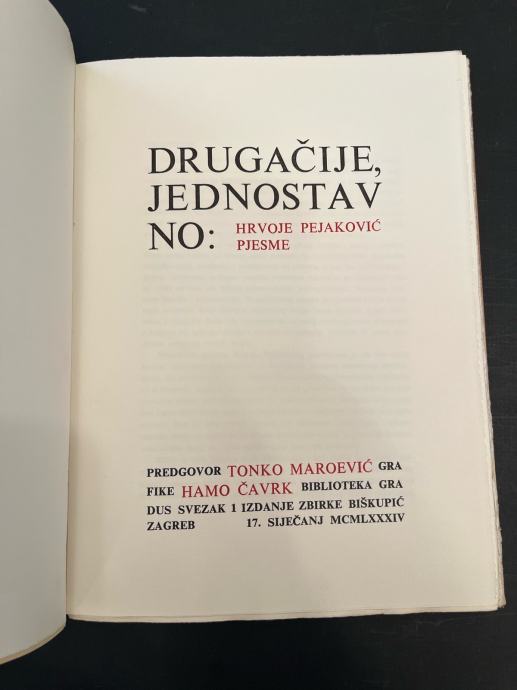 DRUGAČIJE,
JEDNOSTAV
NO: HRVOJE PEJAKOVIĆ
PJESME
PREDGOVOR TONKO MAROEVIĆ GRA
FIKE HAMO ČAVRK BIBLIOTEKA GRA
DUS SVEZAK 1 IZDANJE ZBIRKE BIŠKUPIĆ
ZAGREB 17. SIJEČANJ MCMLXXXIV